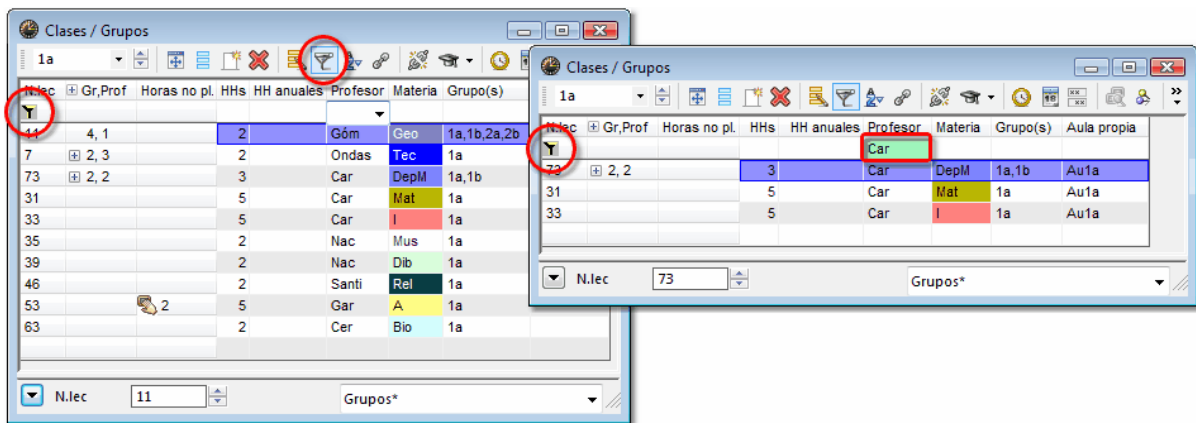 Clases / Grupos
1a
N.lec Gr,Prof Horas no pl. HHs HH anuales Profesor Materia Grupo(s)
11 4, 1 2 Góm Geo 1a,1b,2a,2b
7 2, 3 2 Ondas Tec 1a
73 2, 2 3 Car DepM 1a,1b
31 5 Car Mat 1a
33 5 Car I 1a
35 2 Nac Mus 1a
39 2 Nac Dib 1a
46 2 Santi Rel 1a
53 2 5 Gar A 1a
63 2 Cer Bio 1a
N.lec 11 Grupos*
Clases / Grupos
1a
N.lec Gr,Prof Horas no pl. HHs HH anuales Profesor Materia Grupo(s) Aula propia
Car
73 2, 2 3 Car DepM 1a,1b Au1a
31 5 Car Mat 1a Au1a
33 5 Car I 1a Au1a
N.lec 73 Grupos*